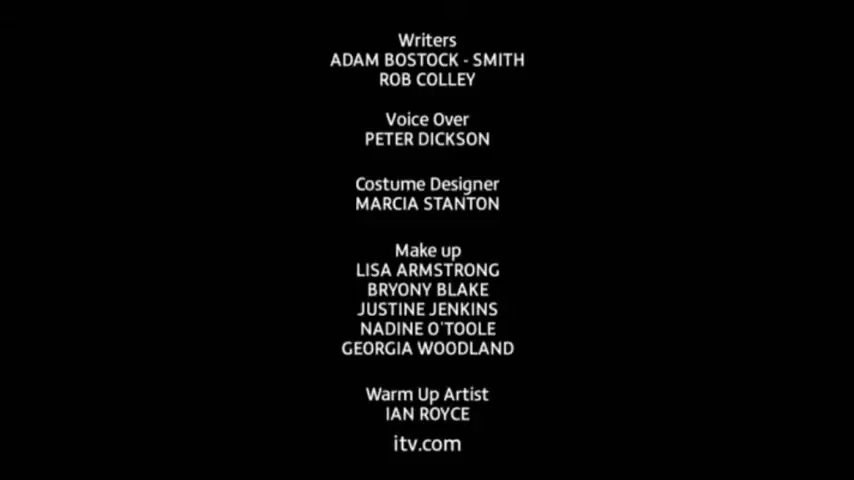 Writers
ADAM BOSTOCK - SMITH
ROB COLLEY
Voice Over
PETER DICKSON
Costume Designer
MARCIA STANTON
Make up
LISA ARMSTRONG
BRYONY BLAKE
JUSTINE JENKINS
NADINE O'TOOLE
GEORGIA WOODLAND
Warm Up Artist
IAN ROYCE
itv.com